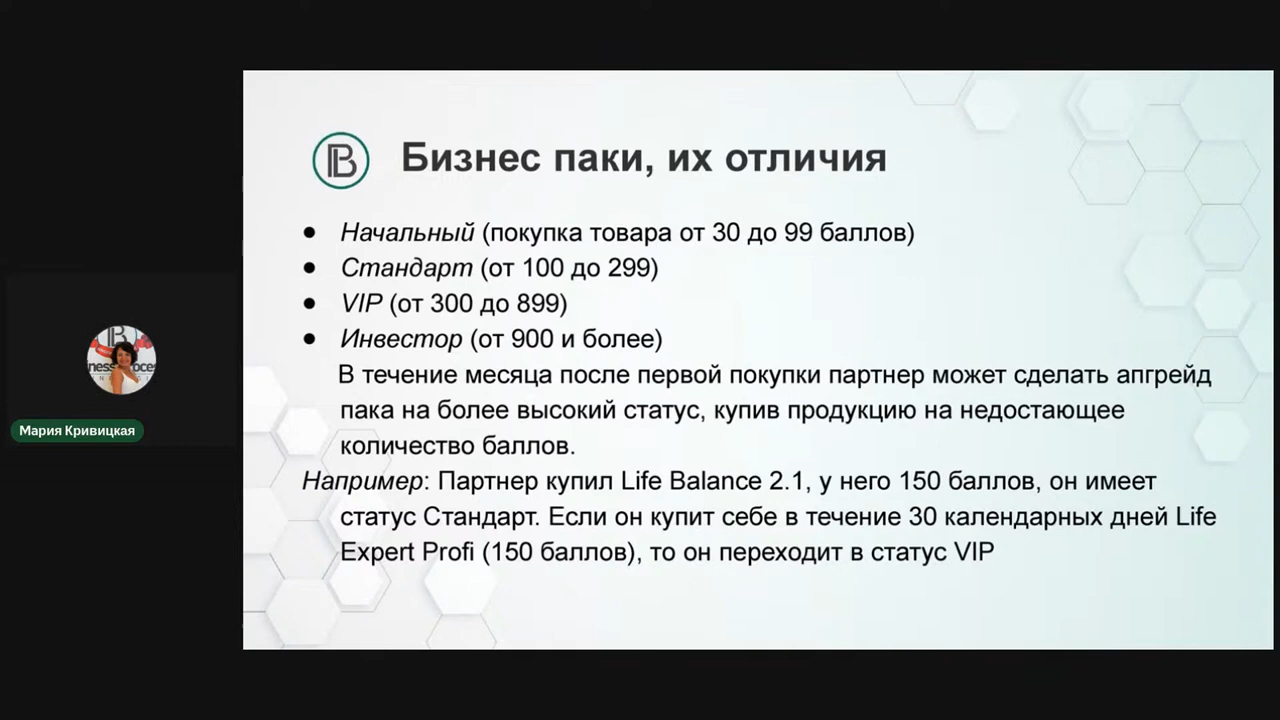 Бизнес паки, их отличия
● Начальный (покупка товара от 30 до 99 баллов)
● Стандарт (от 100 до 299)
● VIP (от 300 до 899)
● Инвестор (от 900 и более)
В течение месяца после первой покупки партнер может сделать апгрейд
пака на более высокий статус, купив продукцию на недостающее
количество баллов.
Например: Партнер купил Life Balance 2.1, у него 150 баллов, он имеет
статус Стандарт. Если он купит себе в течение 30 календарных дней Life
Expert Profi (150 баллов), то он переходит в статус VIP
Мария Кривицкая